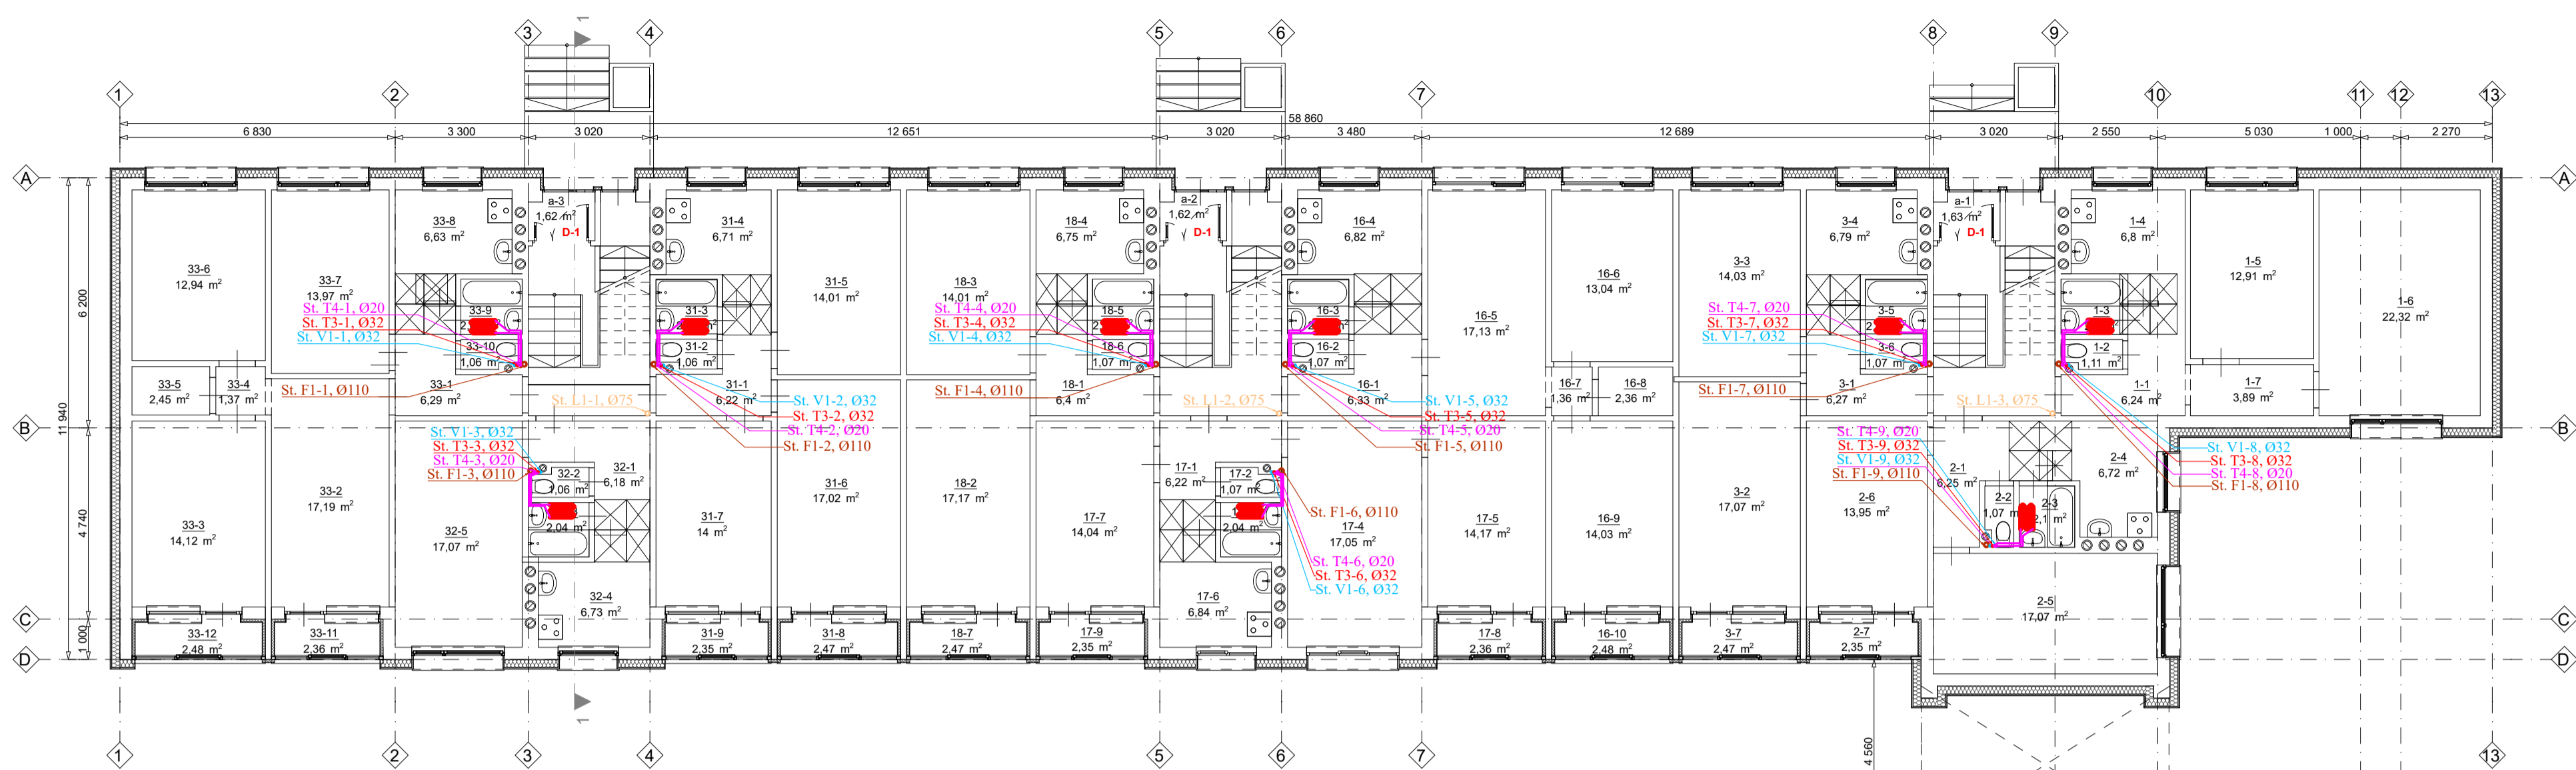 1
3
4
5
6
8
9
1
2
7
10
11
12
13
58 860
6 830
3 300
3 020
12 651
3 020
3 480
12 689
3 020
2 550
5 030
1 000
2 270
A
A
11 940
6 200
33-6
12,94 m²
33-7
13,97 m²
33-8
6,63 m²
a-3
1,62 m²
D-1
31-4
6,71 m²
31-5
14,01 m²
18-3
14,01 m²
18-4
6,75 m²
a-2
1,62 m²
D-1
16-4
6,82 m²
16-5
17,13 m²
16-6
13,04 m²
3-3
14,03 m²
3-4
6,79 m²
a-1
1,63 m²
D-1
1-4
6,8 m²
1-5
12,91 m²
1-6
22,32 m²
St. T4-1, Ø20
St. T3-1, Ø32
St. V1-1, Ø32
St. F1-1, Ø110
33-9
33-10
1,06 m²
31-3
31-2
1,06 m²
St. T4-4, Ø20
St. T3-4, Ø32
St. V1-4, Ø32
St. F1-4, Ø110
18-5
18-6
1,07 m²
16-3
16-2
1,07 m²
St. T4-7, Ø20
St. T3-7, Ø32
St. V1-7, Ø32
St. F1-7, Ø110
3-5
3-6
1,07 m²
1-3
1-2
1,11 m²
33-5
2,45 m²
33-4
1,37 m²
33-1
6,29 m²
St. L1-1, Ø75
31-1
6,22 m²
St. V1-2, Ø32
St. T3-2, Ø32
St. T4-2, Ø20
St. F1-2, Ø110
18-1
6,4 m²
St. L1-2, Ø75
16-1
6,33 m²
St. V1-5, Ø32
St. T3-5, Ø32
St. T4-5, Ø20
St. F1-5, Ø110
16-7
1,36 m²
16-8
2,36 m²
3-1
6,27 m²
St. L1-3, Ø75
1-1
6,24 m²
1-7
3,89 m²
B
B
4 740
St. V1-3, Ø32
St. T3-3, Ø32
St. T4-3, Ø20
St. F1-3, Ø110
St. T4-9, Ø20
St. T3-9, Ø32
St. V1-9, Ø32
St. F1-9, Ø110
St. V1-8, Ø32
St. T3-8, Ø32
St. T4-8, Ø20
St. F1-8, Ø110
33-3
14,12 m²
33-2
17,19 m²
32-5
17,07 m²
32-2
1,06 m²
32-1
6,18 m²
2,04 m²
31-7
14 m²
31-6
17,02 m²
18-2
17,17 m²
17-7
14,04 m²
17-1
6,22 m²
17-2
1,07 m²
2,04 m²
17-4
17,05 m²
St. F1-6, Ø110
St. T4-6, Ø20
St. T3-6, Ø32
St. V1-6, Ø32
17-5
14,17 m²
16-9
14,03 m²
3-2
17,07 m²
2-6
13,95 m²
2-1
6,25 m²
2-2
1,07 m²
2-3
2,1 m²
2-4
6,72 m²
32-4
6,73 m²
17-6
6,84 m²
2-5
17,07 m²
C
C
1 000
33-12
2,48 m²
33-11
2,36 m²
31-9
2,35 m²
31-8
2,47 m²
18-7
2,47 m²
17-9
2,35 m²
17-8
2,36 m²
16-10
2,48 m²
3-7
2,47 m²
2-7
2,35 m²
D
D
1
4 560
1
2
3
4
5
6
7
13